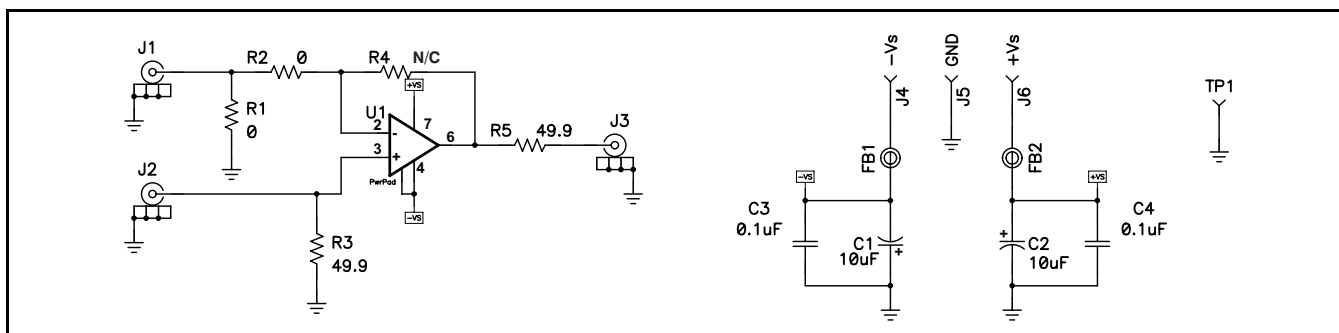 J1
R2 0
R4 N/C
+VS
R1
0
U1
2 -
7
3 +
6
4
PwrPad
-VS
R5 49.9
J3
J2
R3
49.9
-Vs
GND
+Vs
J4
J5
J6
TP1
FB1
FB2
-VS
+VS
C3
0.1uF
C1
10uF
+
+
C2
10uF
C4
0.1uF